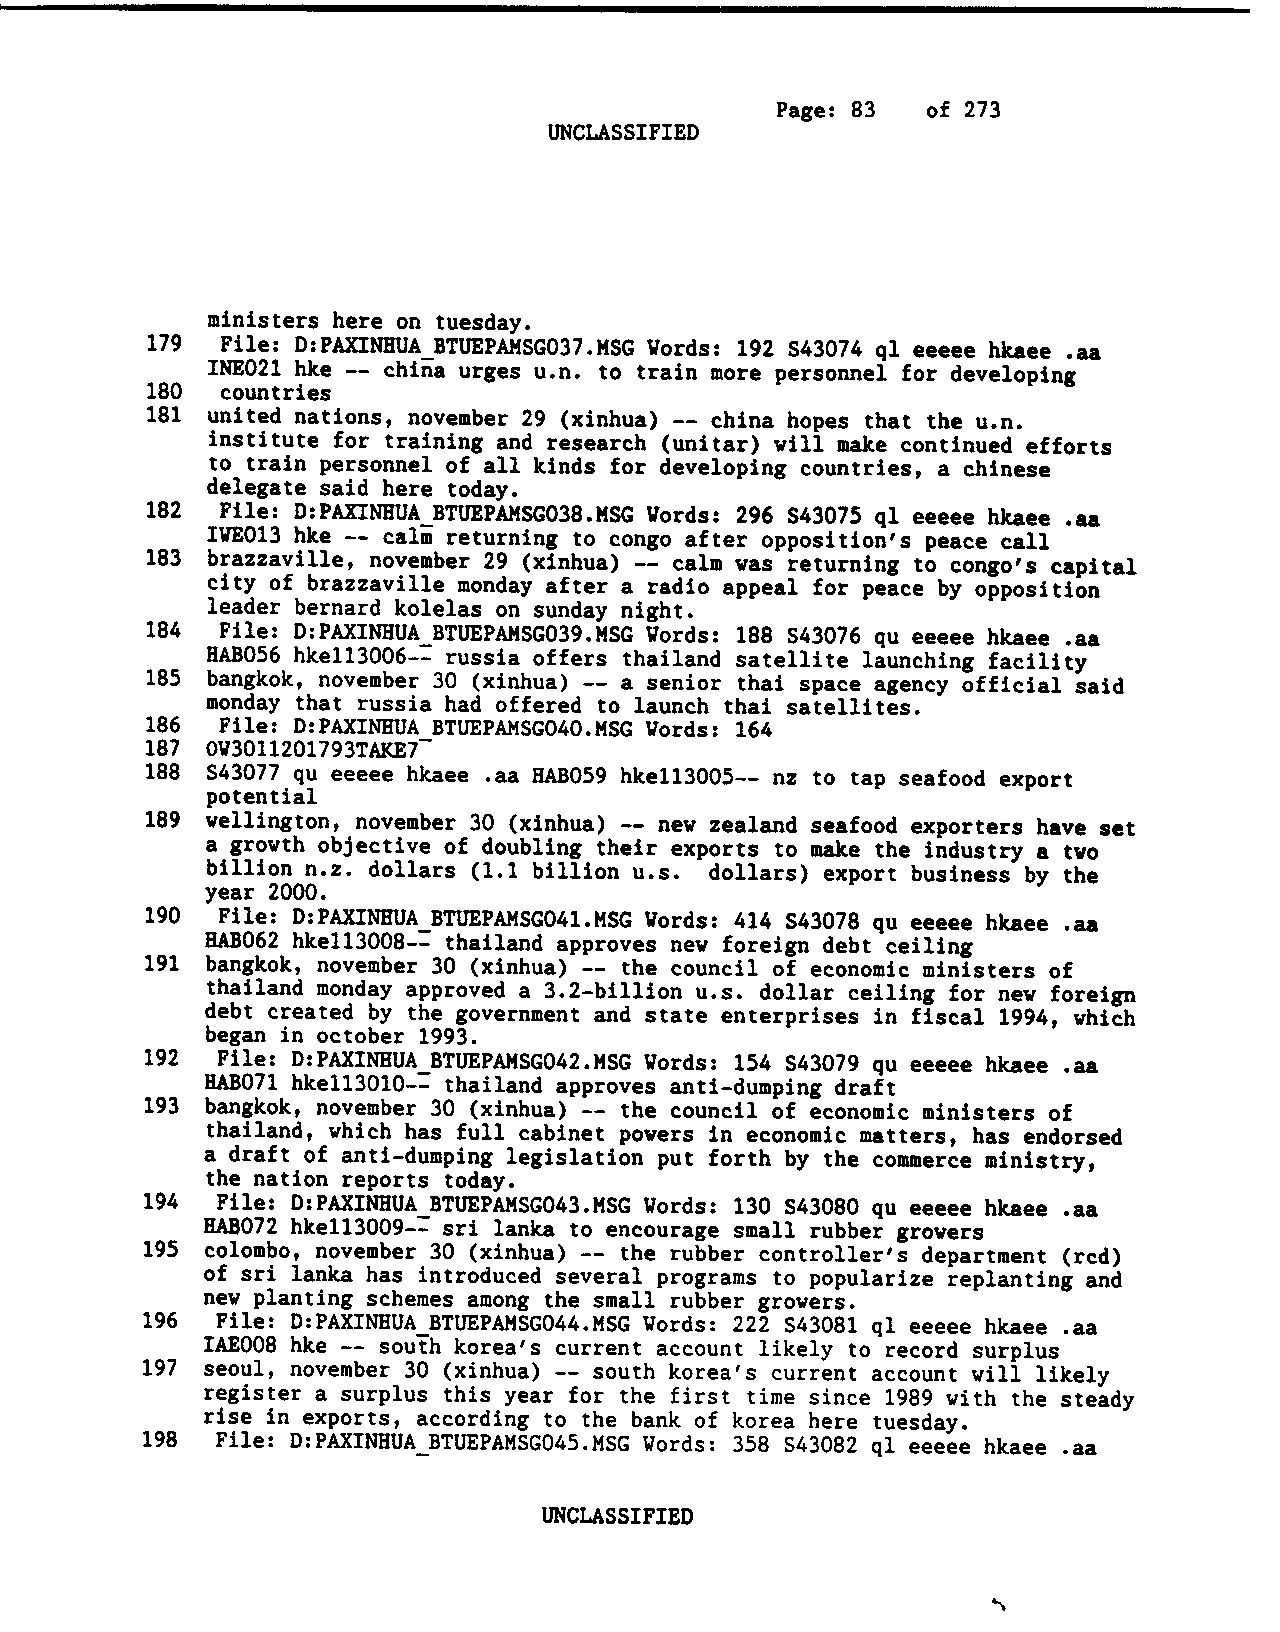 Page: 83 of 273
UNCLASSIFIED
ministers here on tuesday.
179 File: D:PAXINHUA_BTUEPAMSG037.MSG Words: 192 S43074 ql eeeee hkaee .aa
INE021 hke -- china urges u.n. to train more personnel for developing
180 countries
181 united nations, november 29 (xinhua) -- china hopes that the u.n.
institute for training and research (unitar) will make continued efforts
to train personnel of all kinds for developing countries, a chinese
delegate said here today.
182 File: D:PAXINHUA_BTUEPAMSG038.MSG Words: 296 S43075 ql eeeee hkaee .aa
IWE013 hke -- calm returning to congo after opposition's peace call
183 brazzaville, november 29 (xinhua) -- calm was returning to congo's capital
city of brazzaville monday after a radio appeal for peace by opposition
leader bernard kolelas on sunday night.
184 File: D:PAXINHUA_BTUEPAMSG039.MSG Words: 188 S43076 qu eeeee hkaee .aa
HAB056 hke113006-- russia offers thailand satellite launching facility
185 bangkok, november 30 (xinhua) -- a senior thai space agency official said
monday that russia had offered to launch thai satellites.
186 File: D:PAXINHUA_BTUEPAMSG040.MSG Words: 164
187 OW3011201793TAKE7
188 S43077 qu eeeee hkaee .aa HAB059 hke113005-- nz to tap seafood export
potential
189 wellington, november 30 (xinhua) -- new zealand seafood exporters have set
a growth objective of doubling their exports to make the industry a two
billion n.z. dollars (1.1 billion u.s. dollars) export business by the
year 2000.
190 File: D:PAXINHUA_BTUEPAMSG041.MSG Words: 414 S43078 qu eeeee hkaee .aa
HAB062 hke113008-- thailand approves new foreign debt ceiling
191 bangkok, november 30 (xinhua) -- the council of economic ministers of
thailand monday approved a 3.2-billion u.s. dollar ceiling for new foreign
debt created by the government and state enterprises in fiscal 1994, which
began in october 1993.
192 File: D:PAXINHUA_BTUEPAMSG042.MSG Words: 154 S43079 qu eeeee hkaee .aa
HAB071 hke113010-- thailand approves anti-dumping draft
193 bangkok, november 30 (xinhua) -- the council of economic ministers of
thailand, which has full cabinet powers in economic matters, has endorsed
a draft of anti-dumping legislation put forth by the commerce ministry,
the nation reports today.
194 File: D:PAXINHUA_BTUEPAMSG043.MSG Words: 130 S43080 qu eeeee hkaee .aa
HAB072 hke113009-- sri lanka to encourage small rubber growers
195 colombo, november 30 (xinhua) -- the rubber controller's department (rcd)
of sri lanka has introduced several programs to popularize replanting and
new planting schemes among the small rubber growers.
196 File: D:PAXINHUA_BTUEPAMSG044.MSG Words: 222 S43081 ql eeeee hkaee .aa
IAE008 hke -- south korea's current account likely to record surplus
197 seoul, november 30 (xinhua) -- south korea's current account will likely
register a surplus this year for the first time since 1989 with the steady
rise in exports, according to the bank of korea here tuesday.
198 File: D:PAXINHUA_BTUEPAMSG045.MSG Words: 358 S43082 ql eeeee hkaee .aa
UNCLASSIFIED